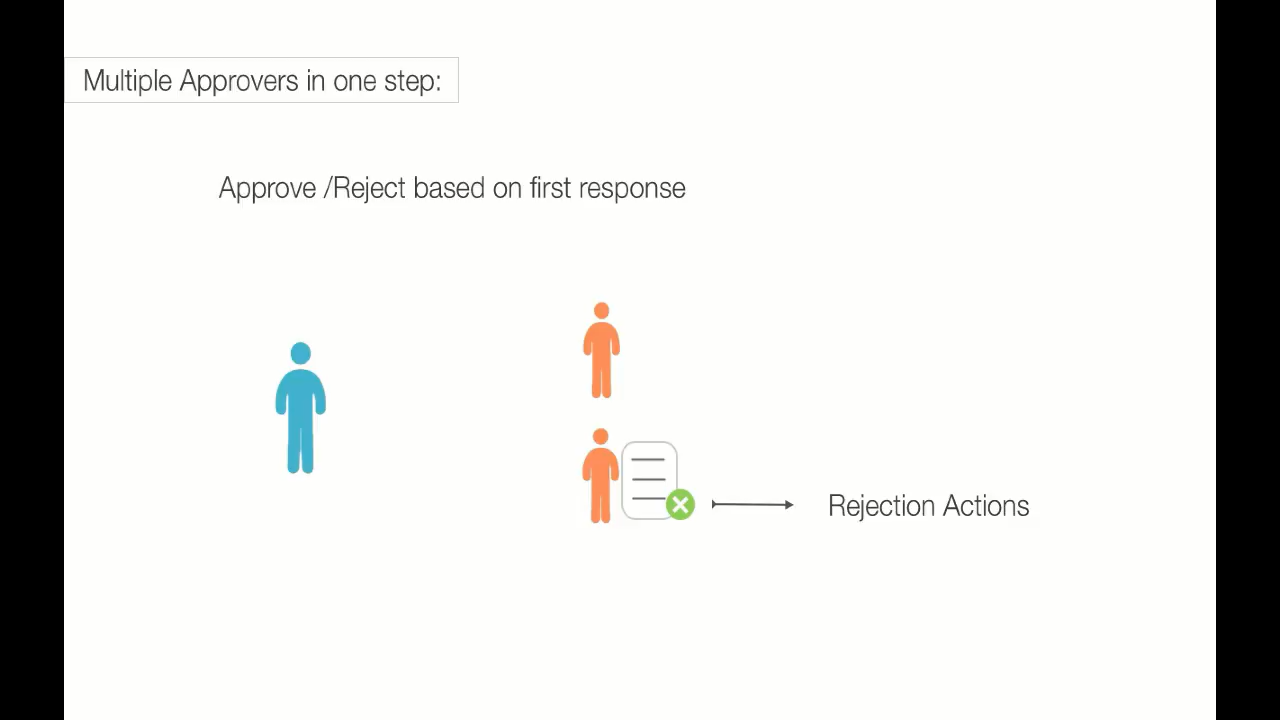 Multiple Approvers in one step:
Approve /Reject based on first response
Rejection Actions